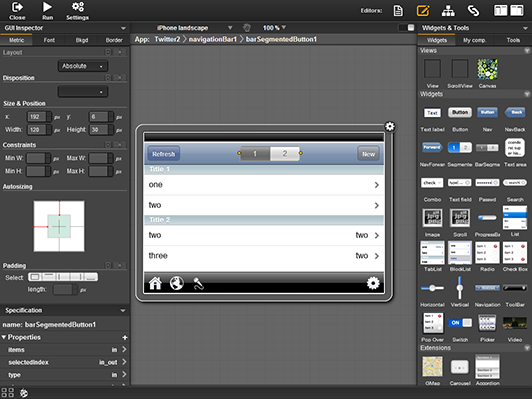 Close Run Settings Editors:
GUI Inspector iPhone landscape 100 % Widgets & Tools
Metric Font Bkgd Border App: Twitter2 navigationBar1 barSegmentedButton1 Widgets My comp. Tools
Layout
Absolute
Disposition
Size & Position
x: 192 px y: 6 px
Width: 120 px Height: 30 px
Constraints
Min W: px Max W: px
Min H: px Max H: px
Autosizing
Padding
Select:
length: px
Specification
name: barSegmentedButton1
Properties +
items in
selectedIndex in_out
type in
Refresh 1 2 New
Title 1
one
two
Title 2
two two
three two
Views
View ScrollView Canvas
Widgets
Text Button Nav Back
Text label Button Nav NavBack
Forward 1 2
NavForwar Segmente BarSegme Text area
check search
Combo Text field Passwd Search
Image Scroll ProgressBa List
TabList BlockList Radio Check Box
Horizontal Vertical Navigation ToolBar
ON
Pop Over Switch Picker Video
Extensions
GMap Carousel Accordion